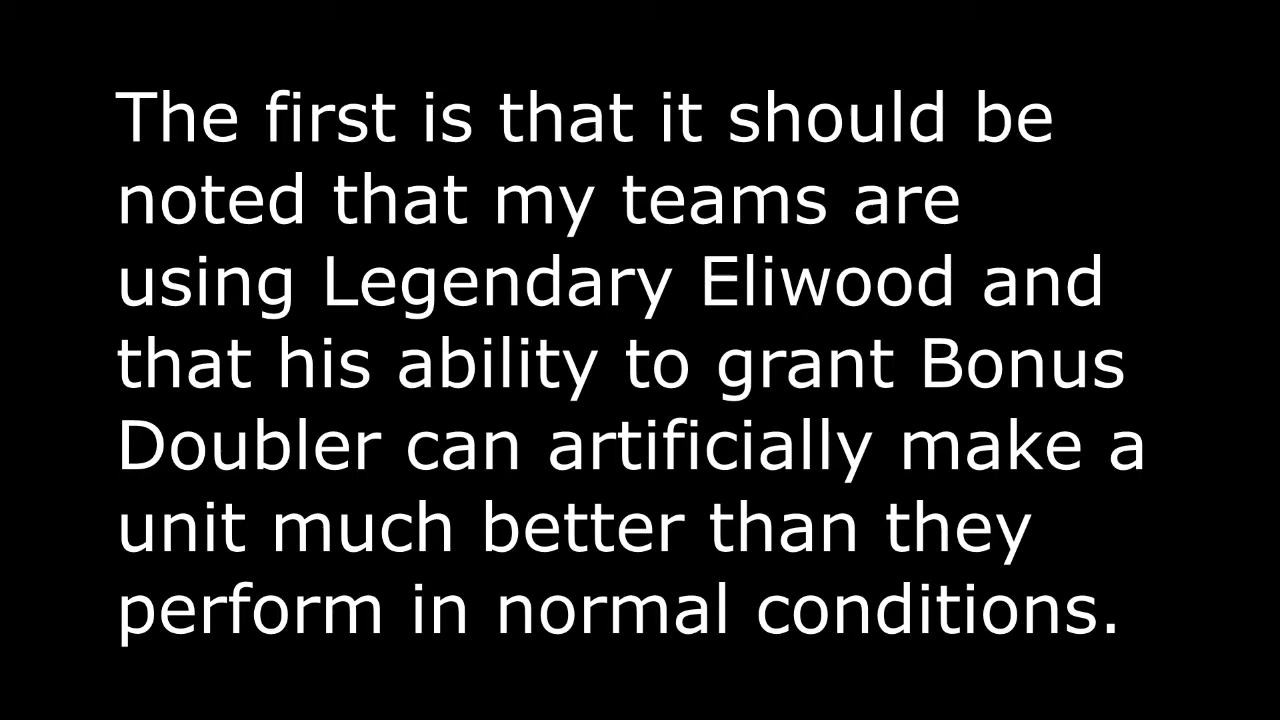 The first is that it should be
noted that my teams are
using Legendary Eliwood and
that his ability to grant Bonus
Doubler can artificially make a
unit much better than they
perform in normal conditions.